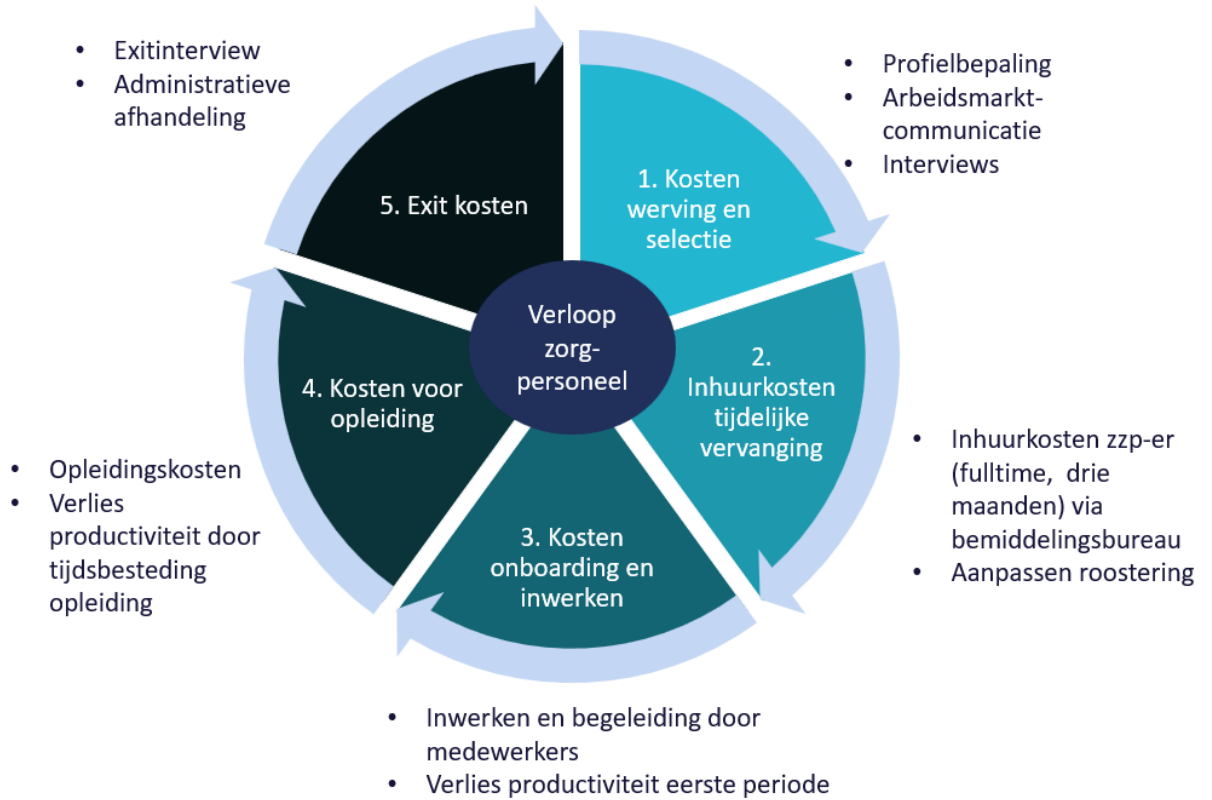 • Exitinterview
• Administratieve
afhandeling
• Profielbepaling
• Arbeidsmarkt-
communicatie
• Interviews
5. Exit kosten
1. Kosten
werving en
selectie
Verloop
zorg-
personeel
4. Kosten voor
opleiding
2.
Inhuurkosten
tijdelijke
vervanging
3. Kosten
onboarding en
inwerken
• Opleidingskosten
• Verlies
productiviteit door
tijdsbesteding
opleiding
• Inhuurkosten zzp-er
(fulltime, drie
maanden) via
bemiddelingsbureau
• Aanpassen roostering
• Inwerken en begeleiding door
medewerkers
• Verlies productiviteit eerste periode